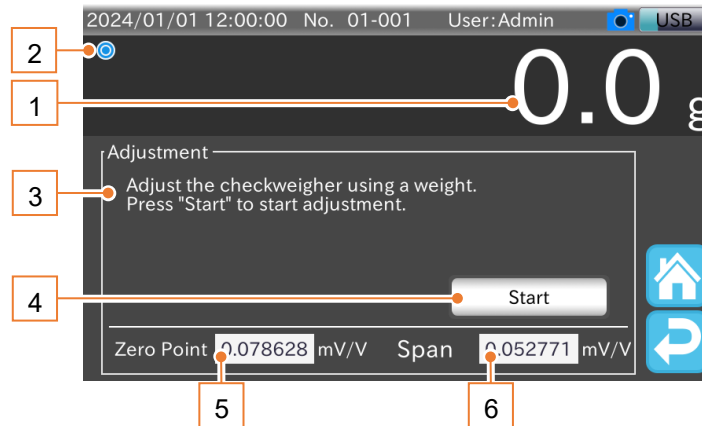 2024/01/01 12:00:00 No. 01-001 User:Admin USB
2
1
0.0 g
Adjustment
3
Adjust the checkweigher using a weight.
Press "Start" to start adjustment.
4
Start
Zero Point 0.078628 mV/V Span 0.052771 mV/V
5 6